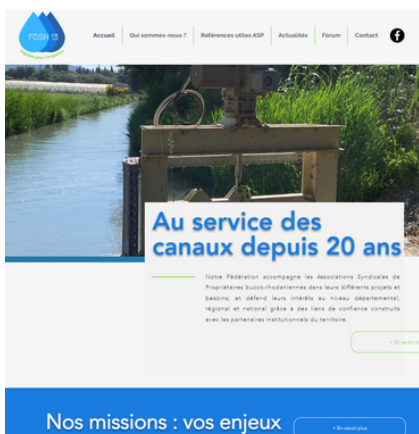 FDSH 13
Accueil
Qui sommes-nous ?
Références utiles ASP
Actualités
Forum
Contact
Au service des
canaux depuis 20 ans
Notre Fédération accompagne les Associations Syndicales de
Propriétaires bucco-rhodaniennes dans leurs différents projets et
besoins; et défend leurs intérêts au niveau départemental,
régional et national grâce à des liens de confiance construits
avec les partenaires institutionnels du territoire.
+ En savoir
Nos missions : vos enjeux
+ En savoir plus